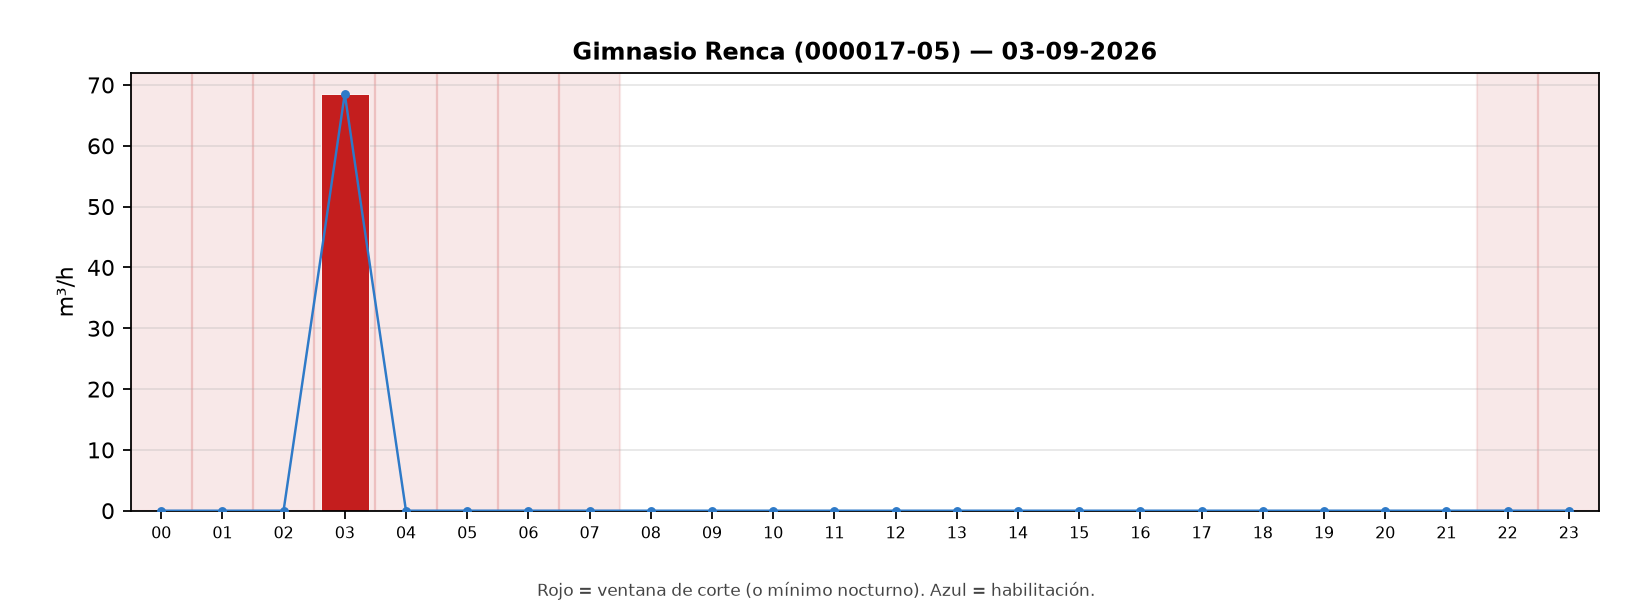 Gimnasio Renca (000017-05) — 03-09-2026
70
60
50
40
30
20
10
0
m³/h
00 01 02 03 04 05 06 07 08 09 10 11 12 13 14 15 16 17 18 19 20 21 22 23
Rojo = ventana de corte (o mínimo nocturno). Azul = habilitación.